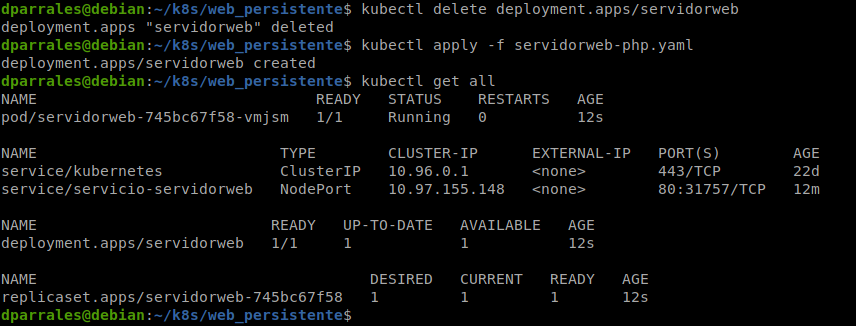 dparrales@debian:~/k8s/web_persistente$ kubectl delete deployment.apps/servidorweb
deployment.apps "servidorweb" deleted
dparrales@debian:~/k8s/web_persistente$ kubectl apply -f servidorweb-php.yaml
deployment.apps/servidorweb created
dparrales@debian:~/k8s/web_persistente$ kubectl get all
NAME                               READY   STATUS    RESTARTS   AGE
pod/servidorweb-745bc67f58-vmjsm   1/1     Running   0          12s

NAME                           TYPE        CLUSTER-IP      EXTERNAL-IP   PORT(S)        AGE
service/kubernetes             ClusterIP   10.96.0.1       <none>        443/TCP        22d
service/servicio-servidorweb   NodePort    10.97.155.148   <none>        80:31757/TCP   12m

NAME                          READY   UP-TO-DATE   AVAILABLE   AGE
deployment.apps/servidorweb   1/1     1            1           12s

NAME                                     DESIRED   CURRENT   READY   AGE
replicaset.apps/servidorweb-745bc67f58   1         1         1       12s
dparrales@debian:~/k8s/web_persistente$